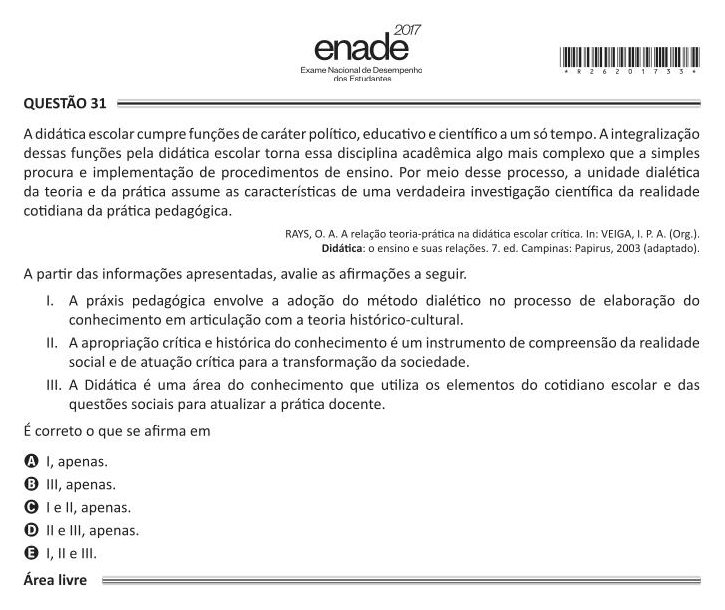 2017
enade
Exame Nacional de Desempenho
dos Estudantes
* R 2 6 2 0 1 7 3 3 *
QUESTÃO 31
A didática escolar cumpre funções de caráter político, educativo e científico a um só tempo. A integralização
dessas funções pela didática escolar torna essa disciplina acadêmica algo mais complexo que a simples
procura e implementação de procedimentos de ensino. Por meio desse processo, a unidade dialética
da teoria e da prática assume as características de uma verdadeira investigação científica da realidade
cotidiana da prática pedagógica.
RAYS, O. A. A relação teoria-prática na didática escolar crítica. In: VEIGA, I. P. A. (Org.).
Didática: o ensino e suas relações. 7. ed. Campinas: Papirus, 2003 (adaptado).
A partir das informações apresentadas, avalie as afirmações a seguir.
I. A práxis pedagógica envolve a adoção do método dialético no processo de elaboração do
conhecimento em articulação com a teoria histórico-cultural.
II. A apropriação crítica e histórica do conhecimento é um instrumento de compreensão da realidade
social e de atuação crítica para a transformação da sociedade.
III. A Didática é uma área do conhecimento que utiliza os elementos do cotidiano escolar e das
questões sociais para atualizar a prática docente.
É correto o que se afirma em
A I, apenas.
B III, apenas.
C I e II, apenas.
D II e III, apenas.
E I, II e III.
Área livre